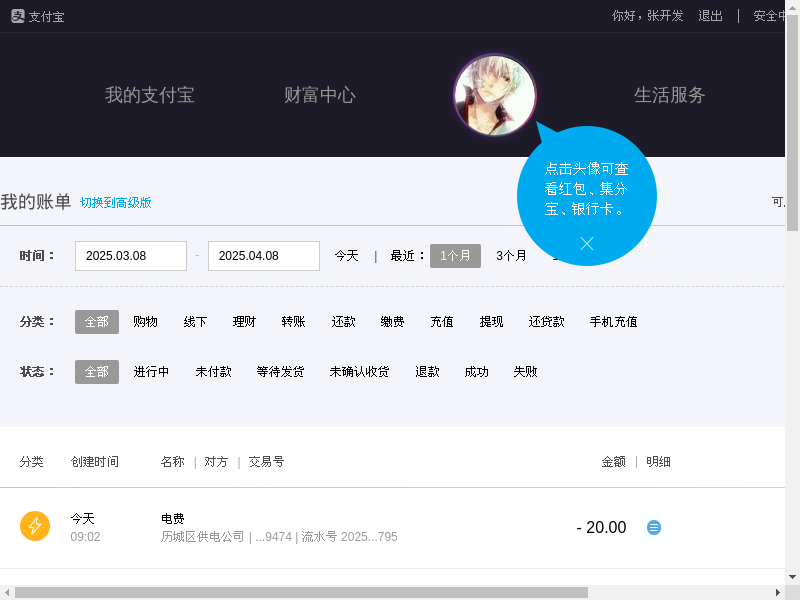 支付宝
你好，张开发 退出 | 安全中
我的支付宝 财富中心 生活服务
点击头像可查
看红包、集分
宝、银行卡。
我的账单 切换到高级版
时间： 2025.03.08 - 2025.04.08 今天 | 最近： 1个月 3个月
分类： 全部 购物 线下 理财 转账 还款 缴费 充值 提现 还贷款 手机充值
状态： 全部 进行中 未付款 等待发货 未确认收货 退款 成功 失败
分类 创建时间 名称 | 对方 | 交易号 金额 | 明细
今天 电费
- 20.00
09:02 历城区供电公司 | ...9474 | 流水号 2025...795